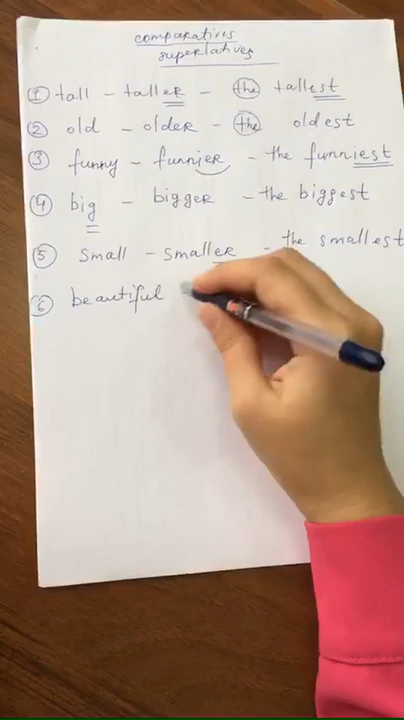 comparatives
superlatives
① tall - taller - the tallest
② old - older - the oldest
③ funny - funnier - the funniest
④ big - bigger - the biggest
⑤ small - smaller - the smallest
⑥ beautiful